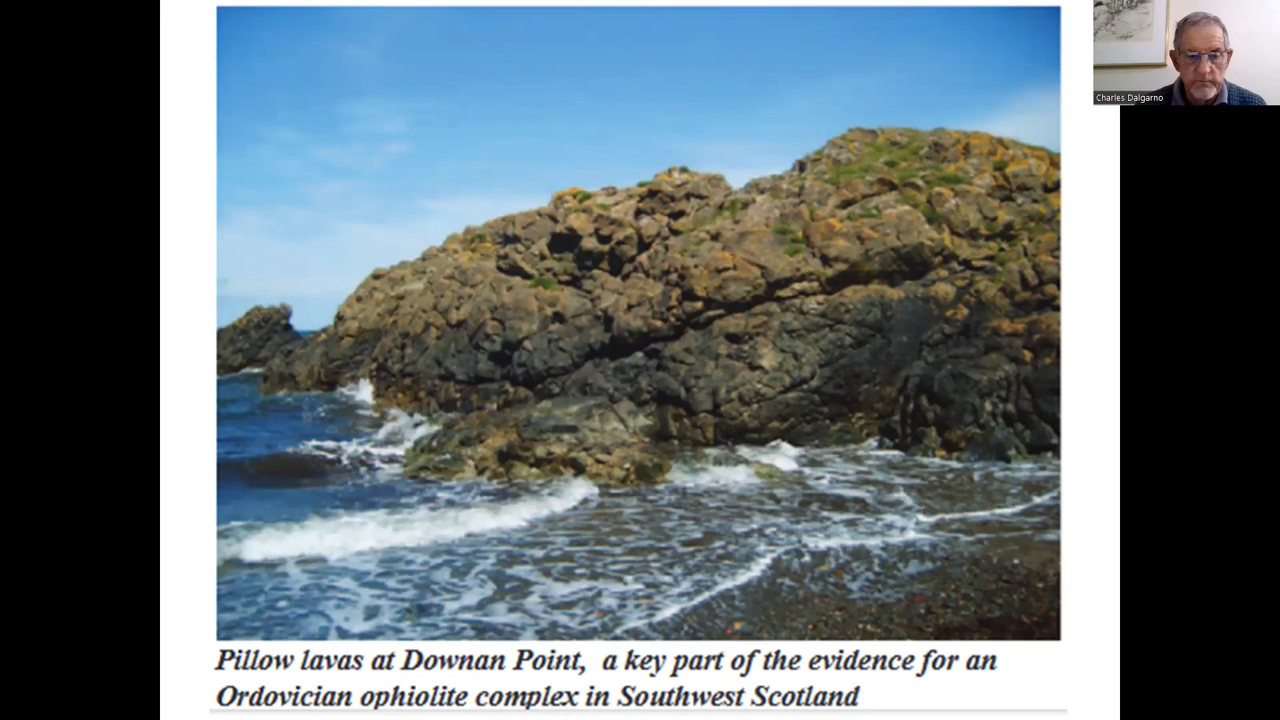 Charles Dalgarno
Pillow lavas at Downan Point, a key part of the evidence for an
Ordovician ophiolite complex in Southwest Scotland